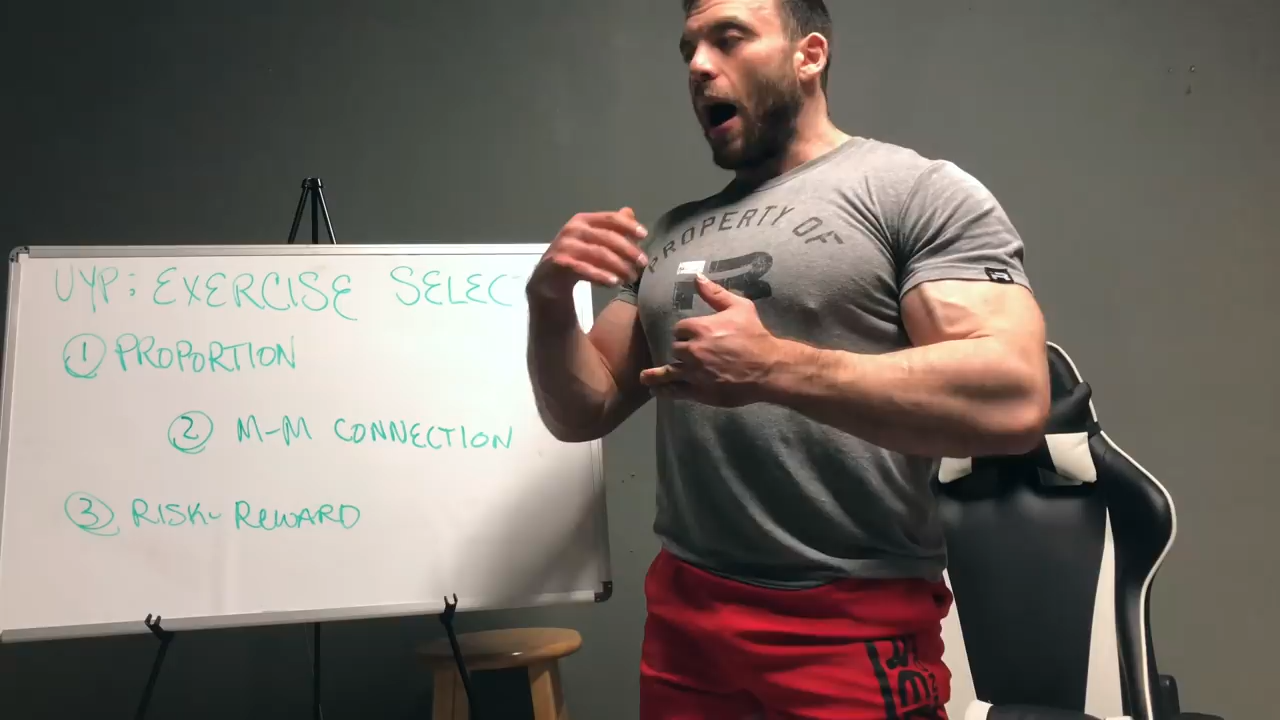 UYP: EXERCISE SELEC
① PROPORTION
② M-M CONNECTION
③ RISK-REWARD
PROPERTY OF